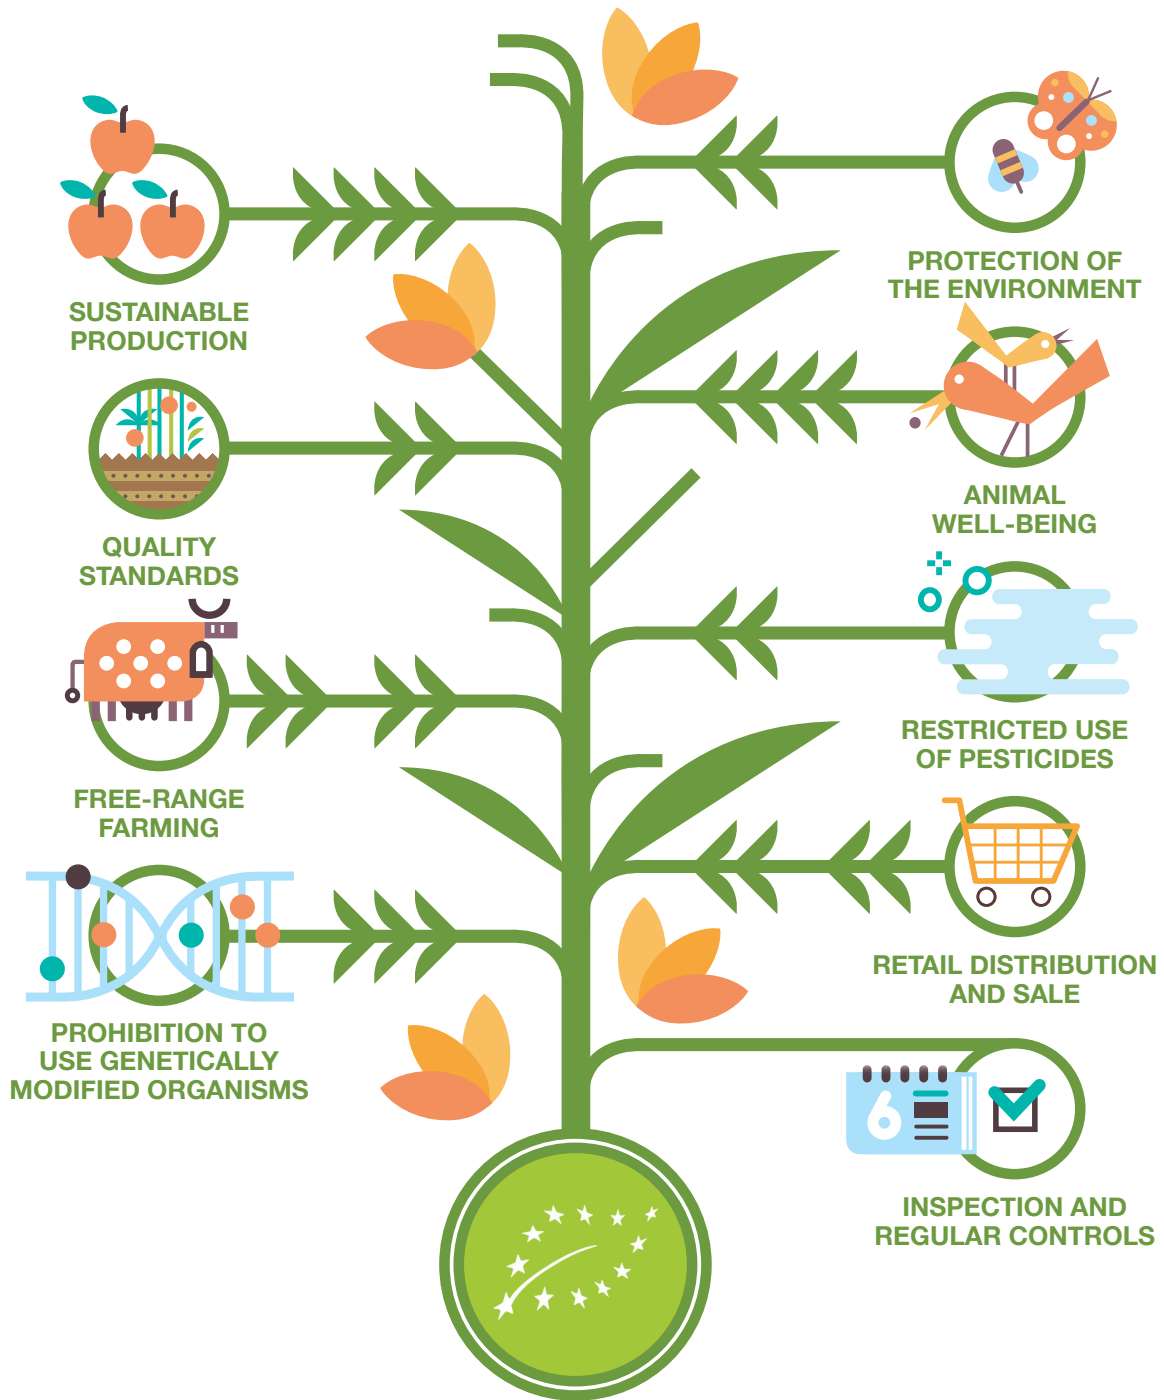 SUSTAINABLE
PRODUCTION
QUALITY
STANDARDS
FREE-RANGE
FARMING
PROHIBITION TO
USE GENETICALLY
MODIFIED ORGANISMS
PROTECTION OF
THE ENVIRONMENT
ANIMAL
WELL-BEING
RESTRICTED USE
OF PESTICIDES
RETAIL DISTRIBUTION
AND SALE
6
INSPECTION AND
REGULAR CONTROLS